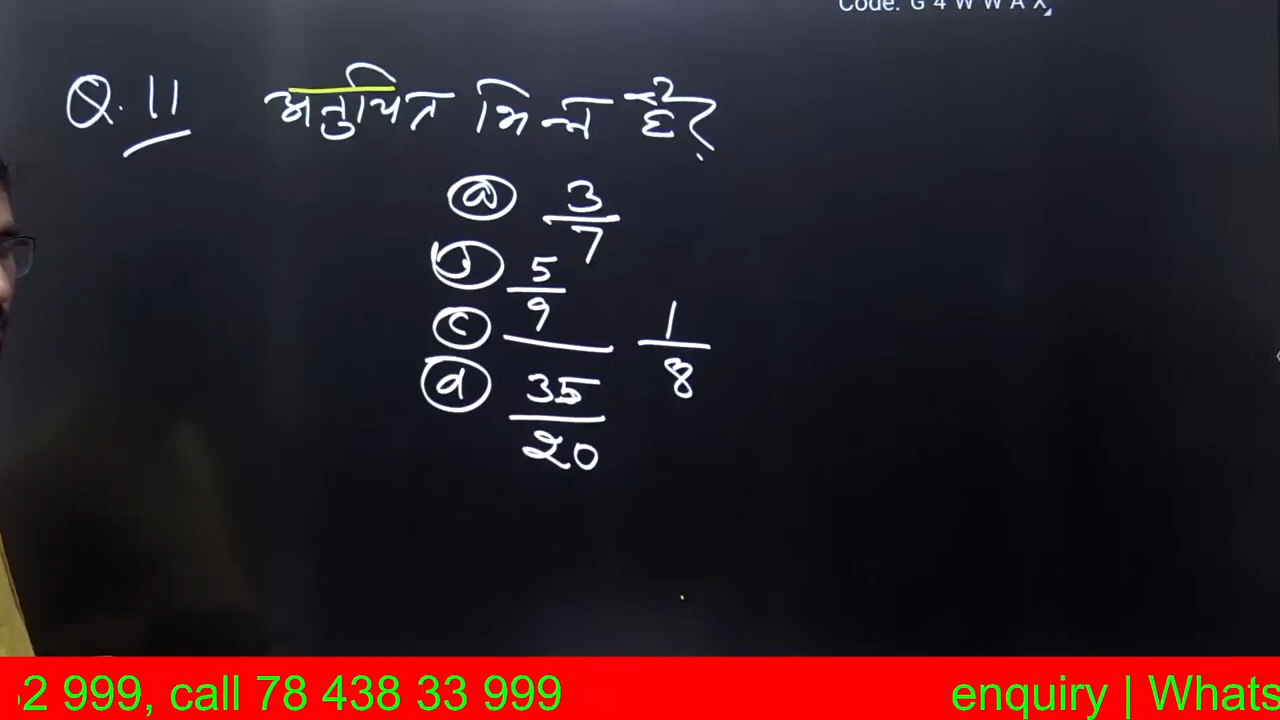 Code: G 4 W W A X
Q. 11 अनुचित भिन्न है?
a 3/7
b 5/9
c 1/8
d 35/20
52 999, call 78 438 33 999 enquiry | Whats